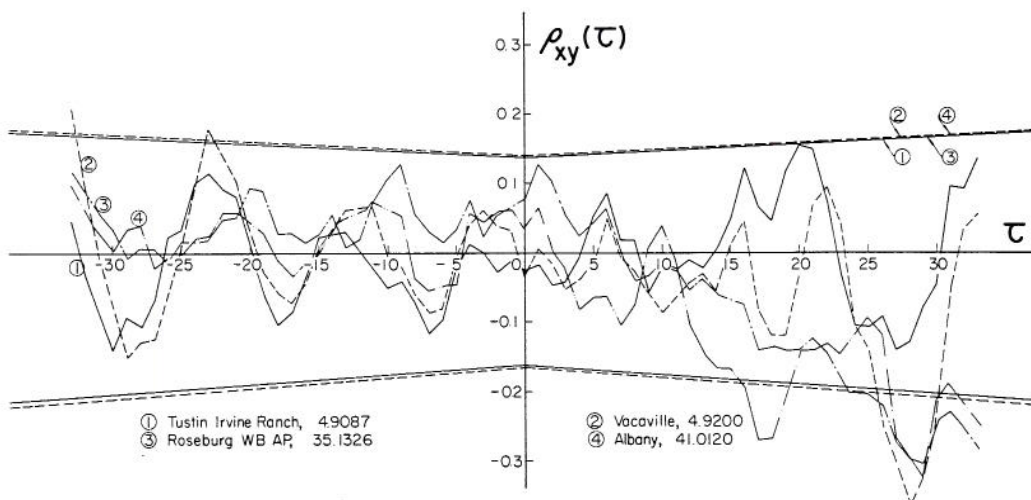 0.3
ρxy(τ)
0.2
② ④
① ③
②
③
④
0.1
①
-30 -25 -20 -15 -10 -5 0 5 10 15 20 25 30 τ
-0.1
-0.2
① Tustin Irvine Ranch, 4.9087
② Vacaville, 4.9200
③ Roseburg WB AP, 35.1326
④ Albany, 41.0120
-0.3